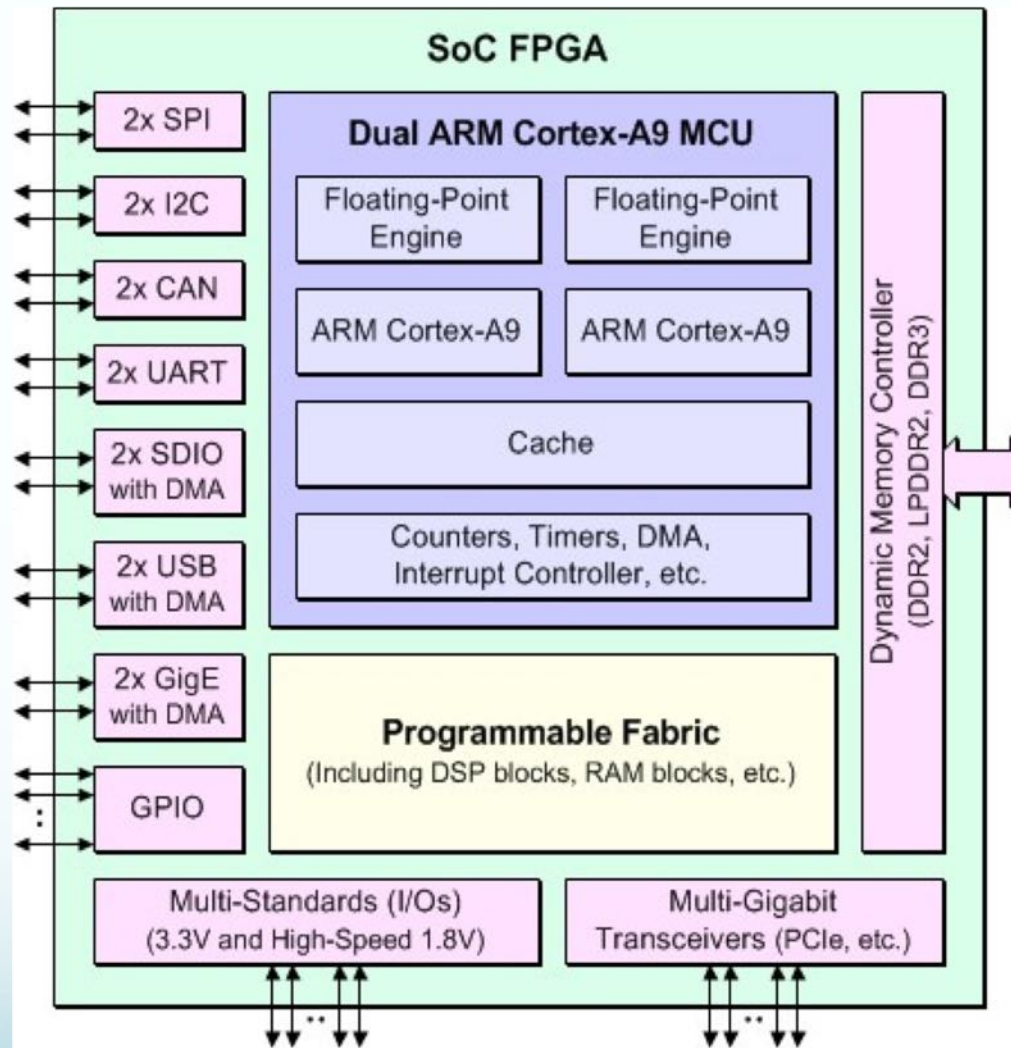 SoC FPGA
2x SPI
2x I2C
2x CAN
2x UART
2x SDIO
with DMA
2x USB
with DMA
2x GigE
with DMA
GPIO
Dual ARM Cortex-A9 MCU
Floating-Point
Engine
Floating-Point
Engine
ARM Cortex-A9
ARM Cortex-A9
Cache
Counters, Timers, DMA,
Interrupt Controller, etc.
Programmable Fabric
(Including DSP blocks, RAM blocks, etc.)
Dynamic Memory Controller
(DDR2, LPDDR2, DDR3)
Multi-Standards (I/Os)
(3.3V and High-Speed 1.8V)
Multi-Gigabit
Transceivers (PCIe, etc.)